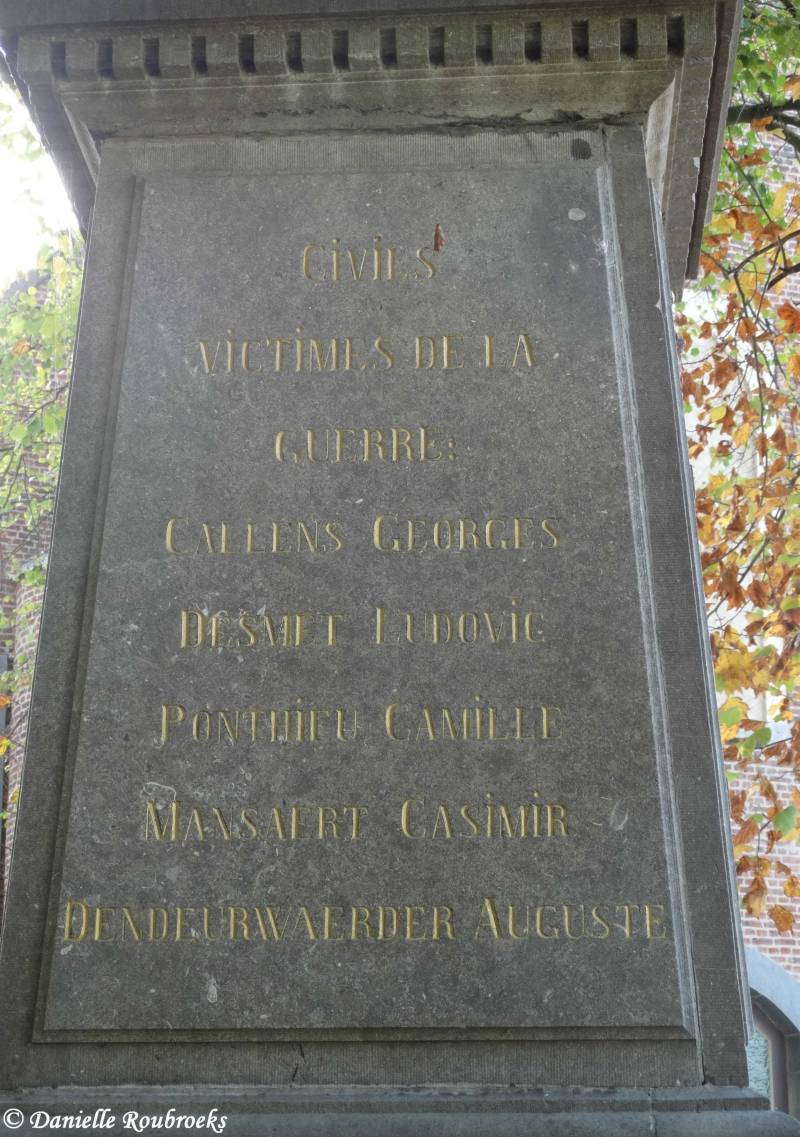 CiViLS
ViCTiMES DE LA
GUERRE:
CALLENS GEORGES
DESMET LUDOViC
PONTHiEU CAMiLLE
MANSAERT CASiMiR
DENDEURWAERDER AUGUSTE
© Danielle Roubroeks